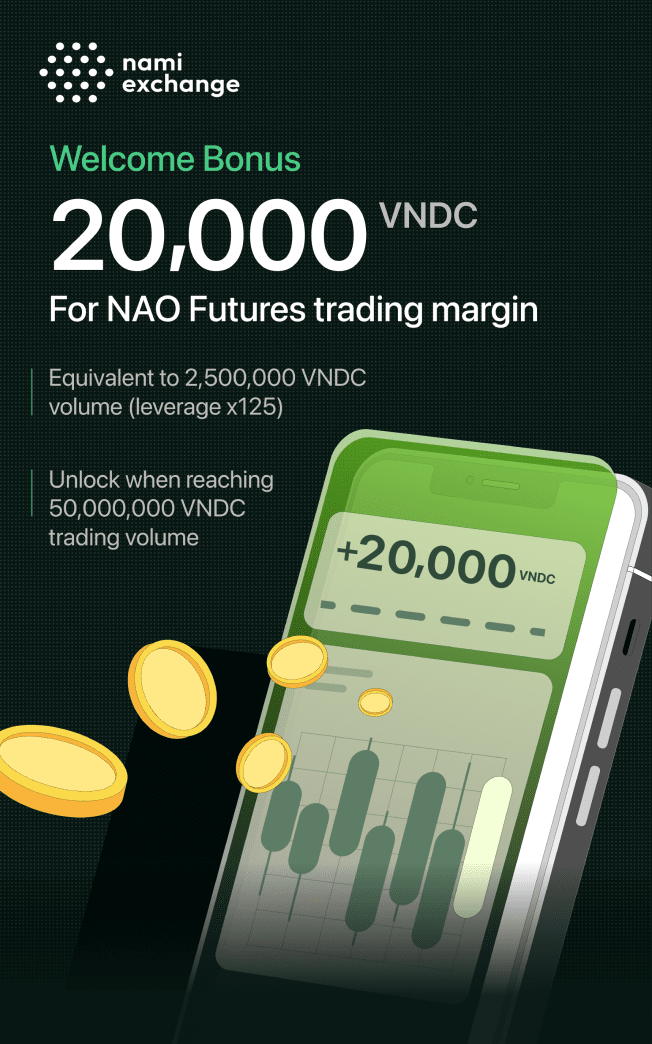 nami
exchange
Welcome Bonus
20,000 VNDC
For NAO Futures trading margin
Equivalent to 2,500,000 VNDC
volume (leverage x125)
Unlock when reaching
50,000,000 VNDC
trading volume
+20,000 VNDC